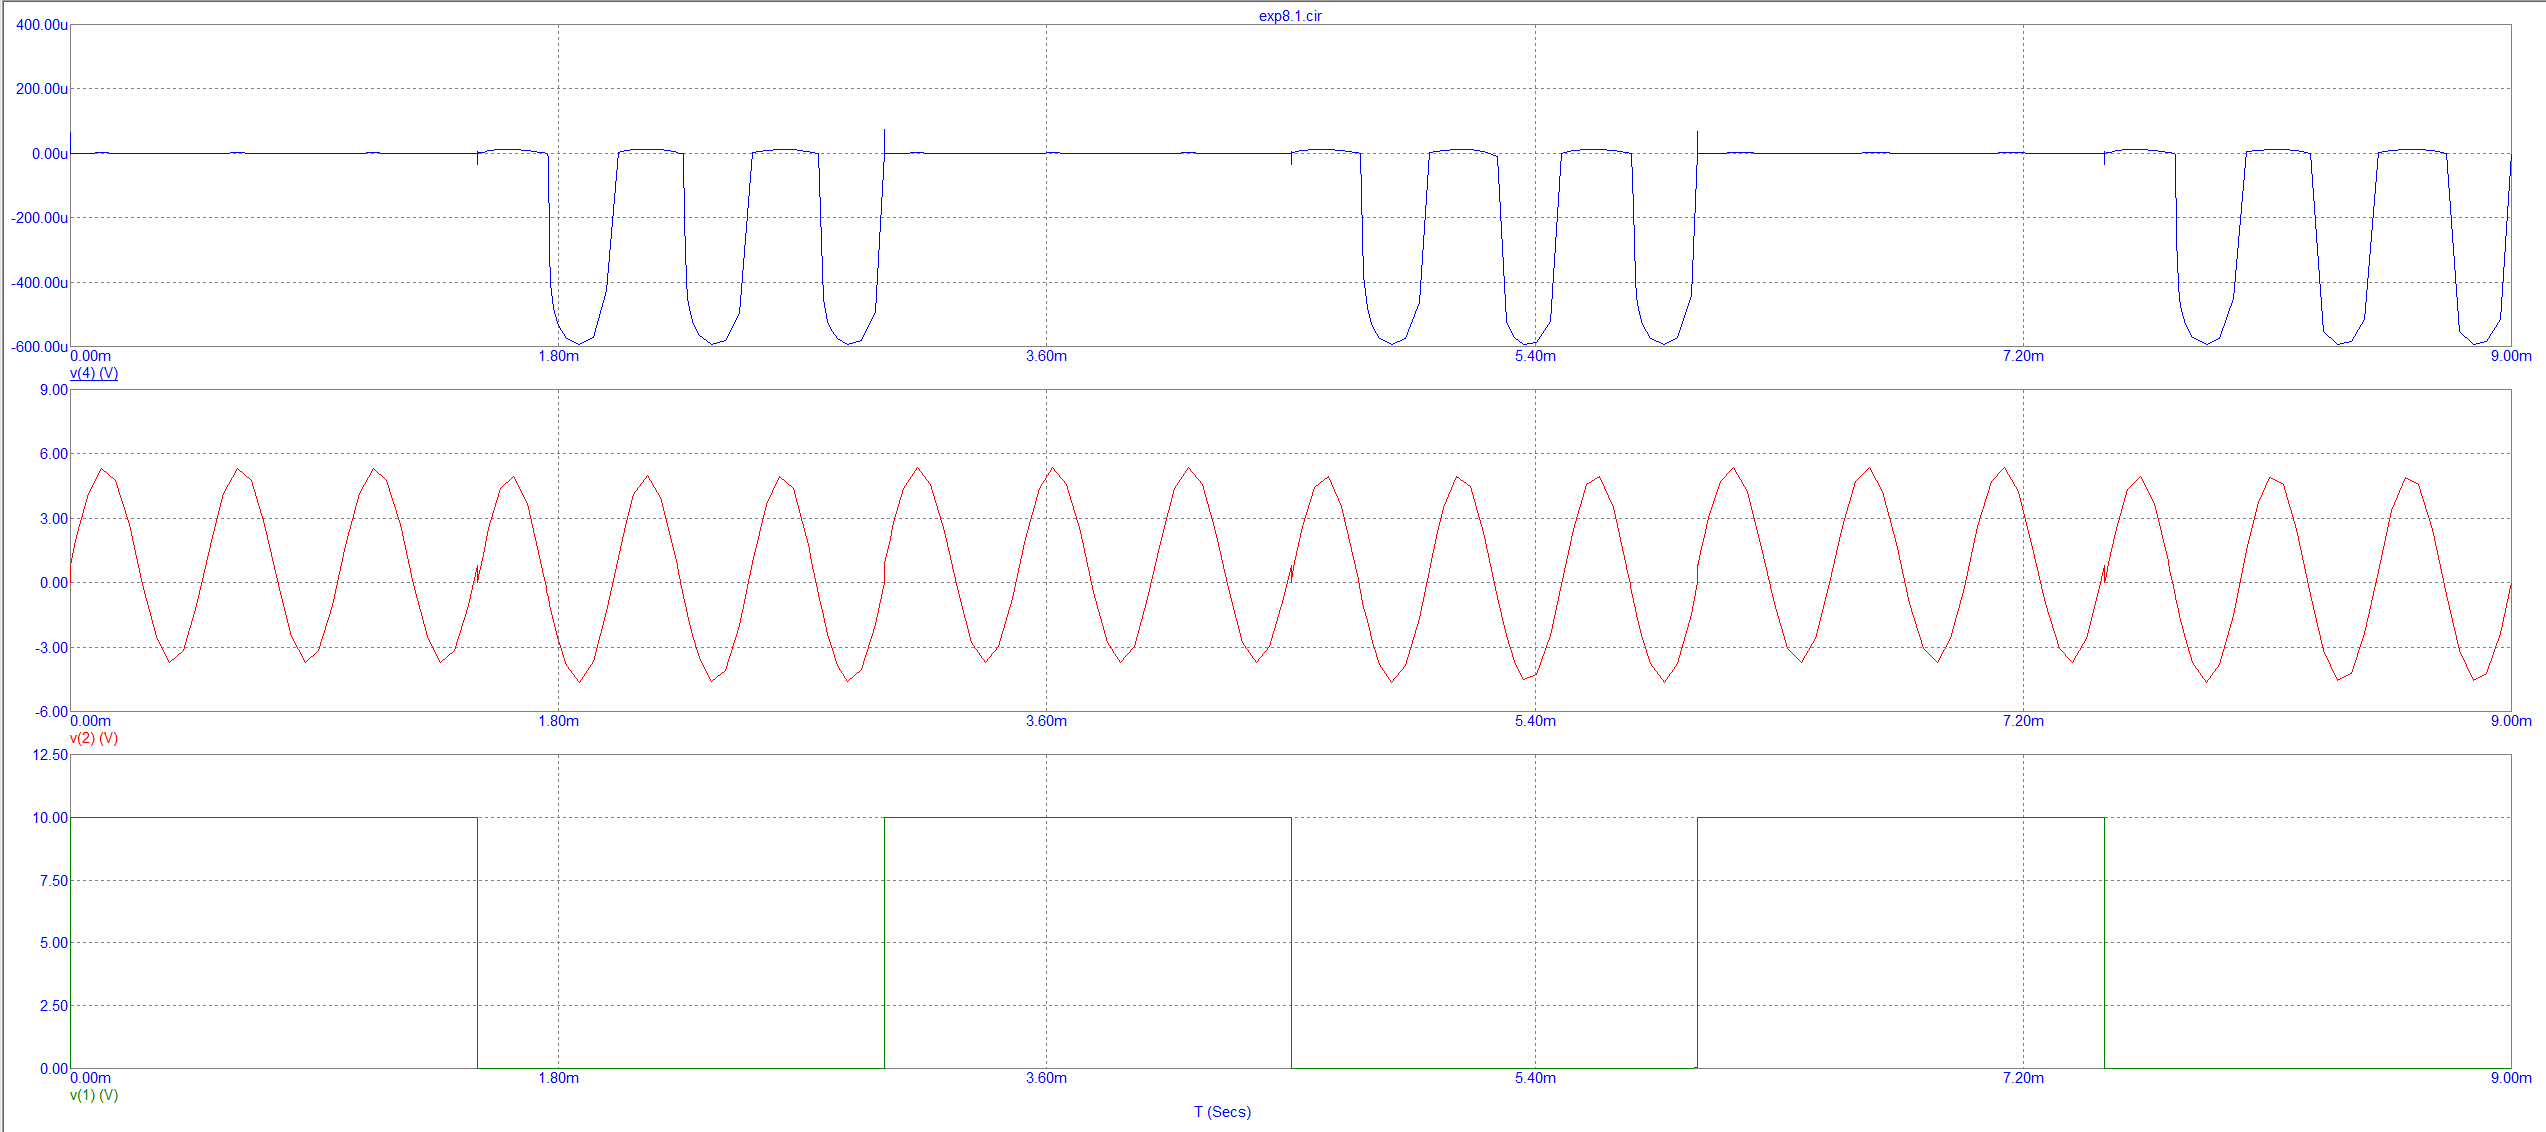 exp8.1.cir
400.00u
200.00u
0.00u
-200.00u
-400.00u
-600.00u
0.00m 1.80m 3.60m 5.40m 7.20m 9.00m
v(4) (V)
9.00
6.00
3.00
0.00
-3.00
-6.00
0.00m 1.80m 3.60m 5.40m 7.20m 9.00m
v(2) (V)
12.50
10.00
7.50
5.00
2.50
0.00
0.00m 1.80m 3.60m 5.40m 7.20m 9.00m
v(1) (V)
T (Secs)